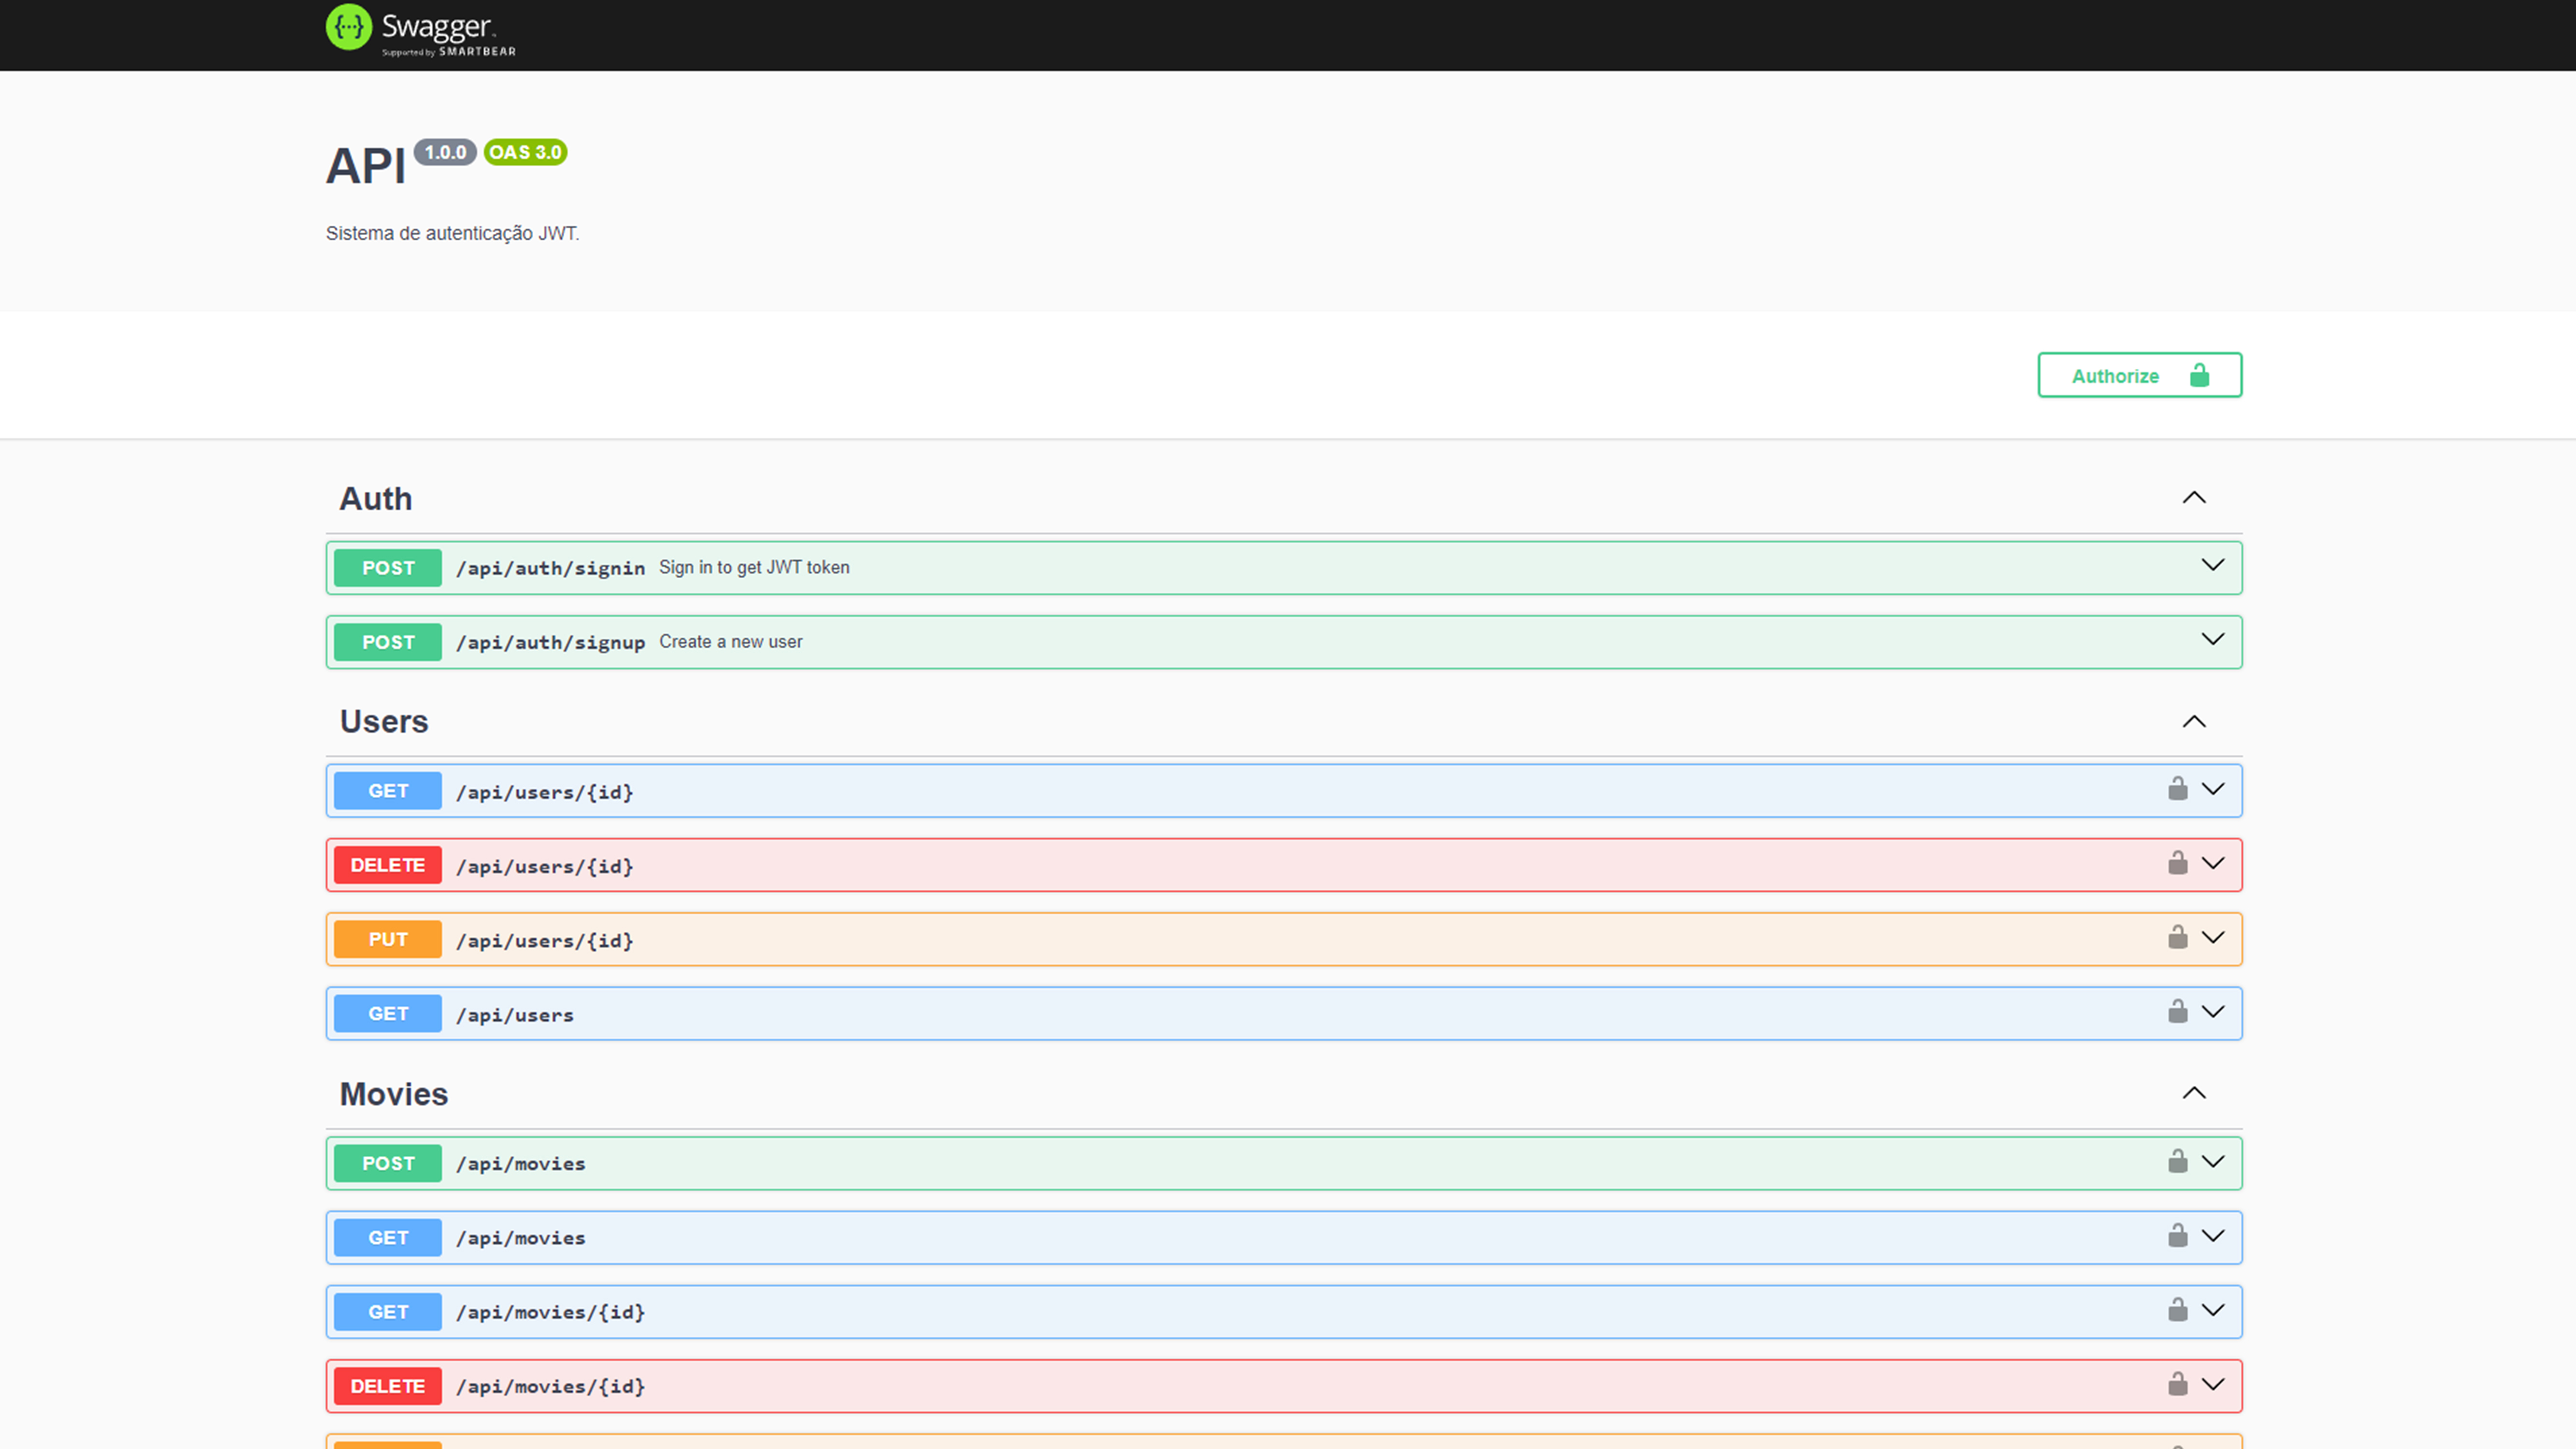 Swagger
Supported by SMARTBEAR
API 1.0.0 OAS 3.0
Sistema de autenticação JWT.
Authorize
Auth
POST /api/auth/signin Sign in to get JWT token
POST /api/auth/signup Create a new user
Users
GET /api/users/{id}
DELETE /api/users/{id}
PUT /api/users/{id}
GET /api/users
Movies
POST /api/movies
GET /api/movies
GET /api/movies/{id}
DELETE /api/movies/{id}